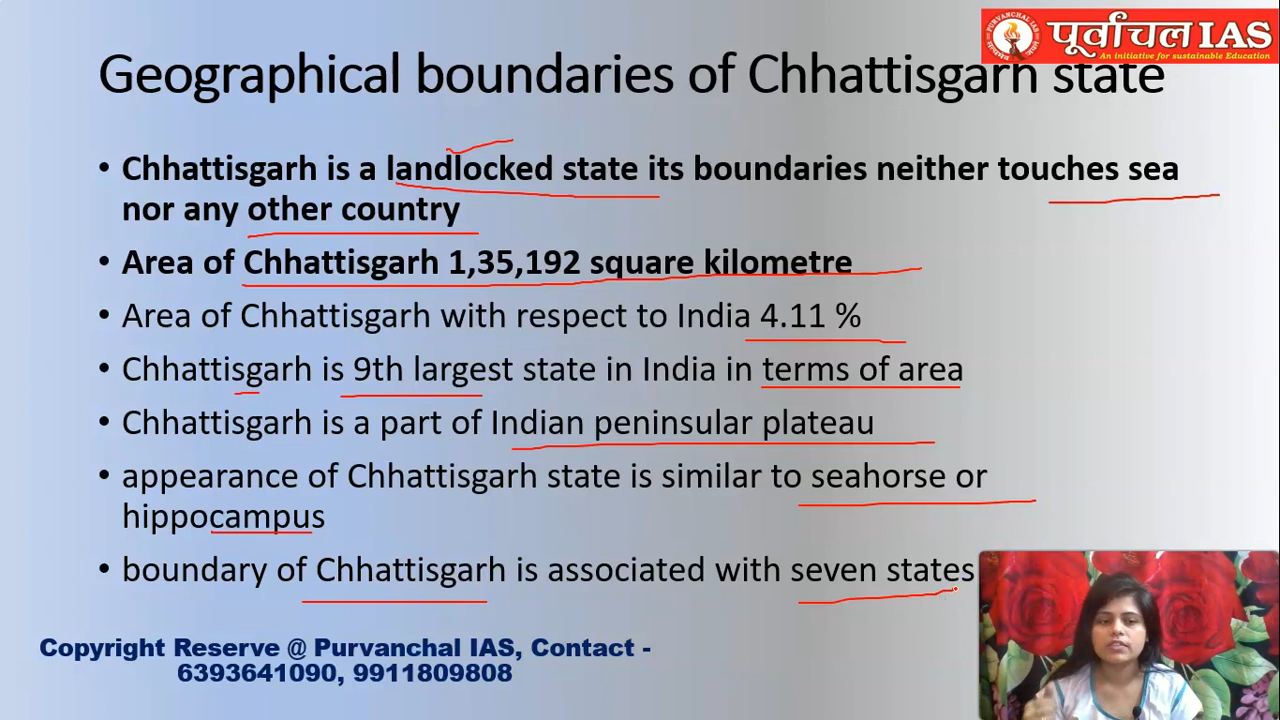 पूर्वांचल IAS
An initiative for sustainable Education
Geographical boundaries of Chhattisgarh state
• Chhattisgarh is a landlocked state its boundaries neither touches sea
nor any other country
• Area of Chhattisgarh 1,35,192 square kilometre
• Area of Chhattisgarh with respect to India 4.11 %
• Chhattisgarh is 9th largest state in India in terms of area
• Chhattisgarh is a part of Indian peninsular plateau
• appearance of Chhattisgarh state is similar to seahorse or
hippocampus
• boundary of Chhattisgarh is associated with seven states
Copyright Reserve @ Purvanchal IAS, Contact -
6393641090, 9911809808